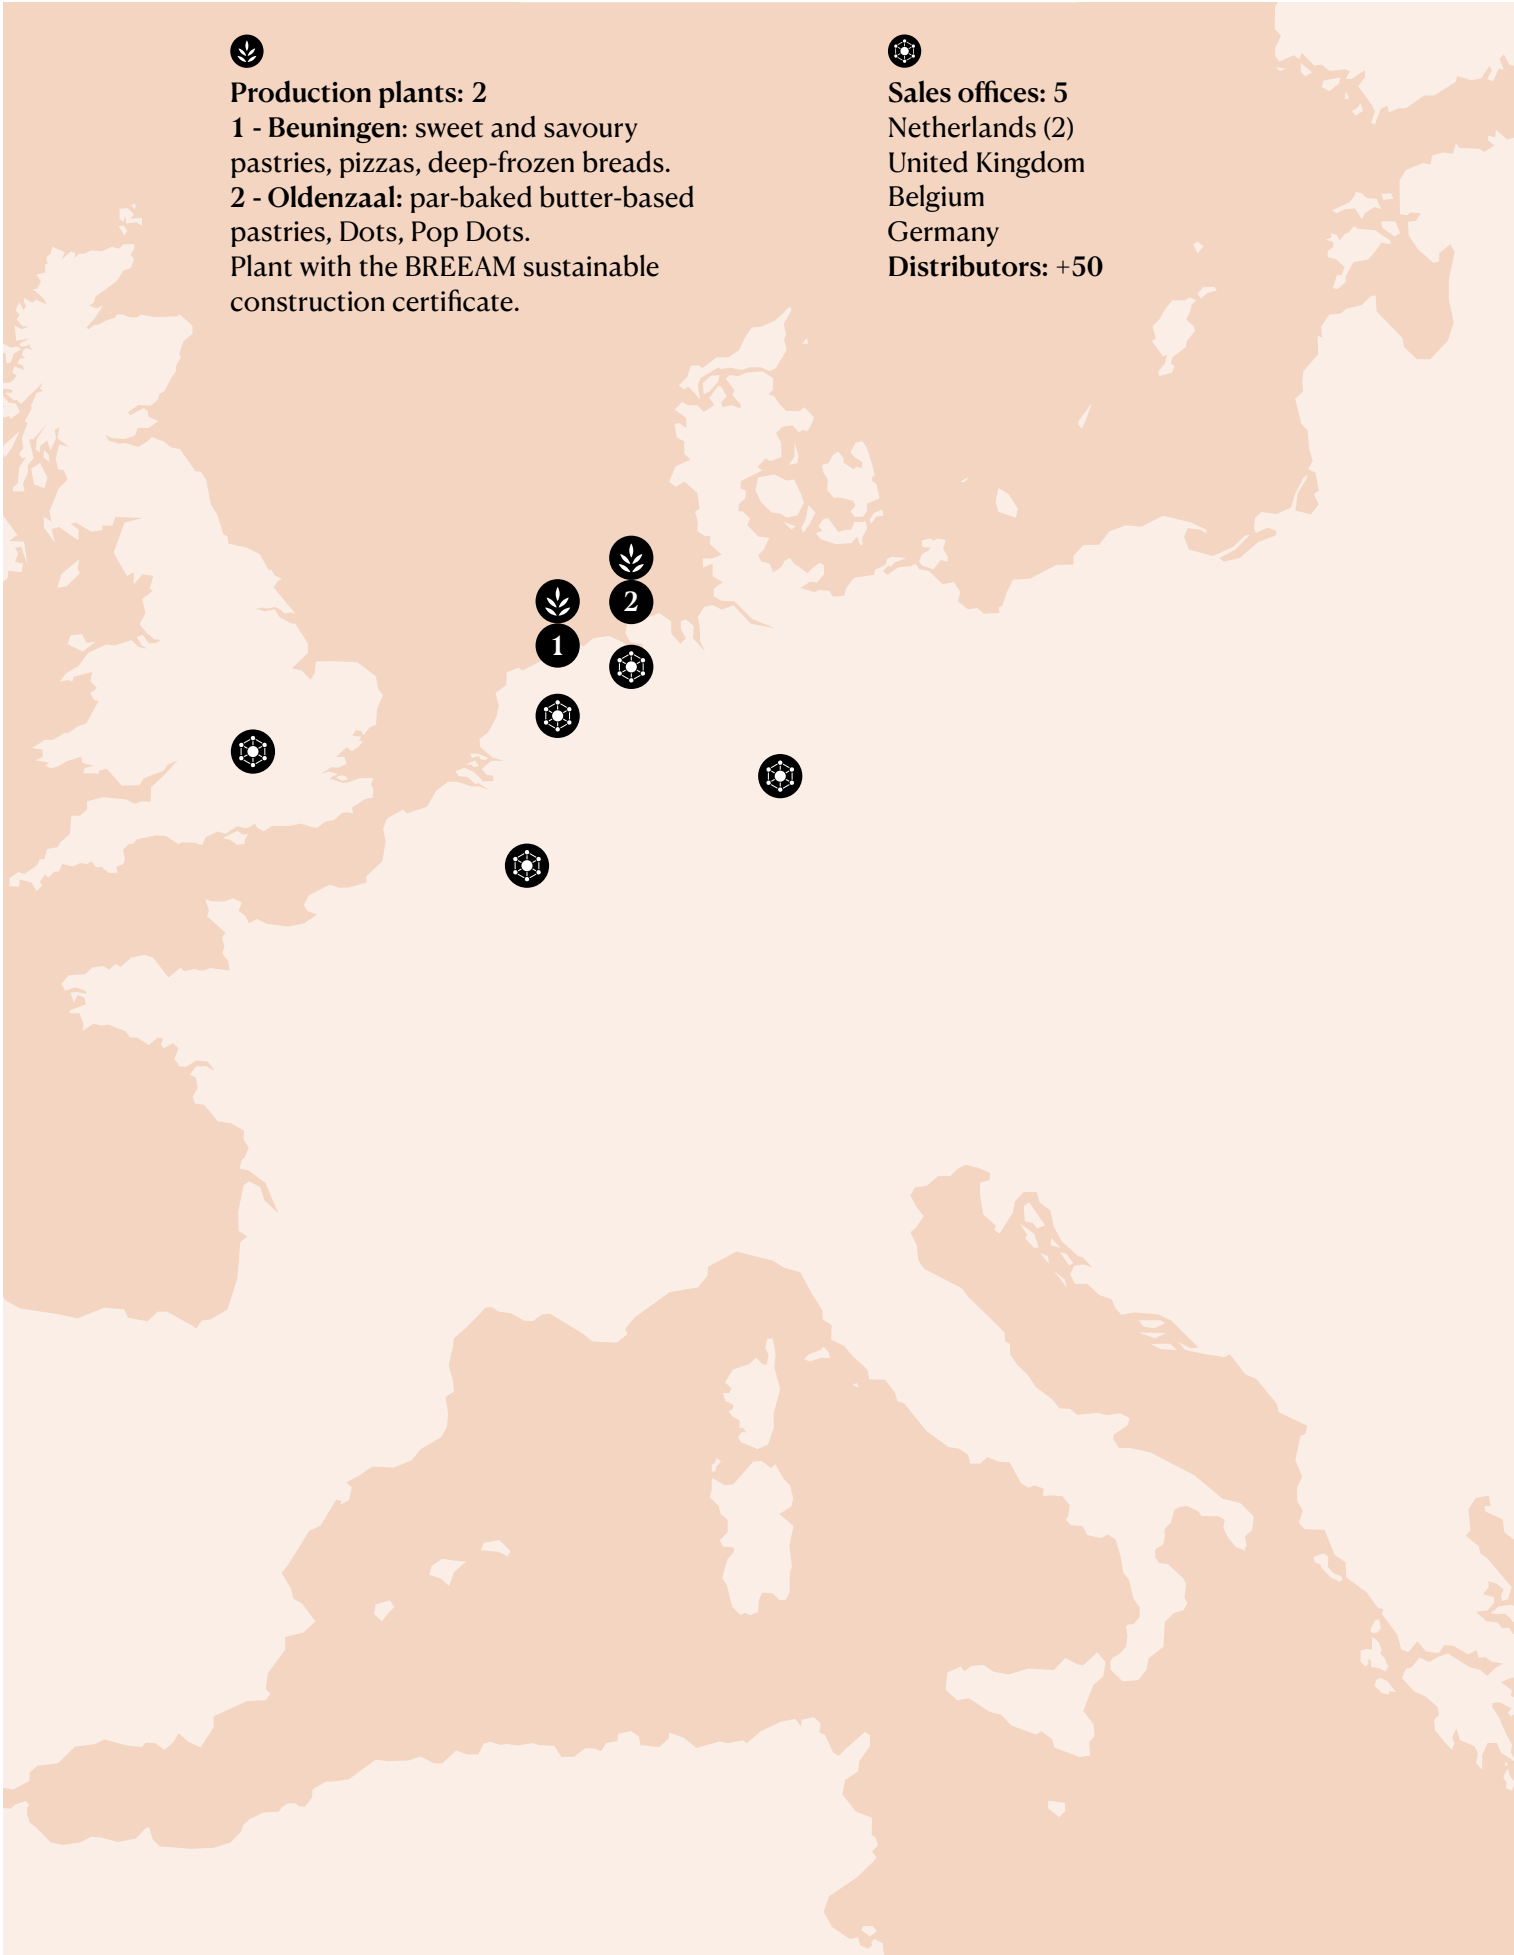 Production plants: 2
1 - Beuningen: sweet and savoury
pastries, pizzas, deep-frozen breads.
2 - Oldenzaal: par-baked butter-based
pastries, Dots, Pop Dots.
Plant with the BREEAM sustainable
construction certificate.
Sales offices: 5
Netherlands (2)
United Kingdom
Belgium
Germany
Distributors: +50
2
1